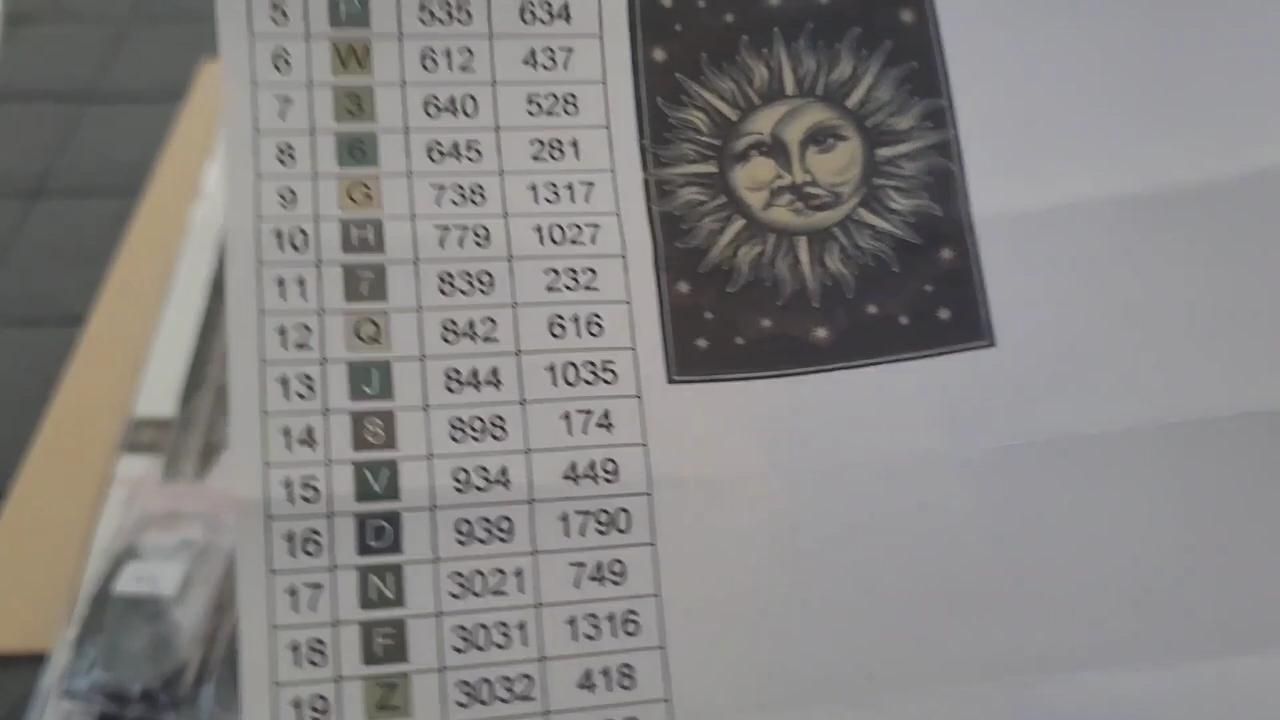 5 P 535 634
6 W 612 437
7 3 640 528
8 6 645 281
9 G 738 1317
10 H 779 1027
11 7 839 232
12 Q 842 616
13 J 844 1035
14 8 898 174
15 V 934 449
16 D 939 1790
17 N 3021 749
18 F 3031 1316
19 Z 3032 418